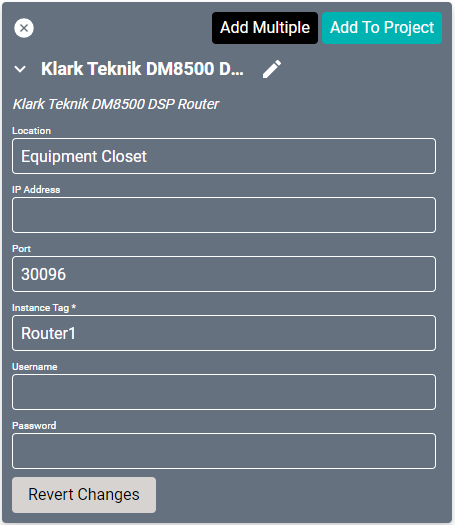 Add Multiple
Add To Project
Klark Teknik DM8500 D...
Klark Teknik DM8500 DSP Router
Location
Equipment Closet
IP Address
Port
30096
Instance Tag *
Router1
Username
Password
Revert Changes